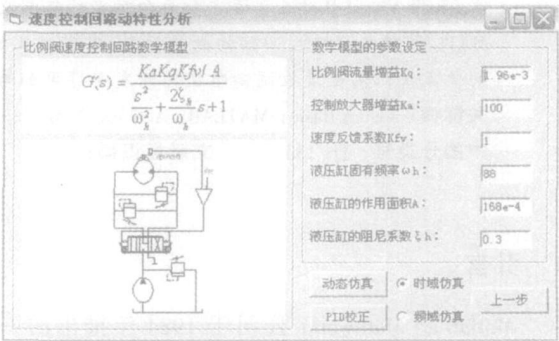 速度控制回路动特性分析
比例阀速度控制回路数学模型
G(s) = KaKqKfv/ A
s² / ω²h + 2ζh / ωh s + 1
数学模型的参数设定
比例阀流量增益Kq: 1.96e-3
控制放大器增益Ka: 100
速度反馈系数Kfv: 1
液压缸固有频率ωh: 88
液压缸的作用面积A: 168e-4
液压缸的阻尼系数ζh: 0.3
动态仿真 时域仿真
PID校正 频域仿真
上一步